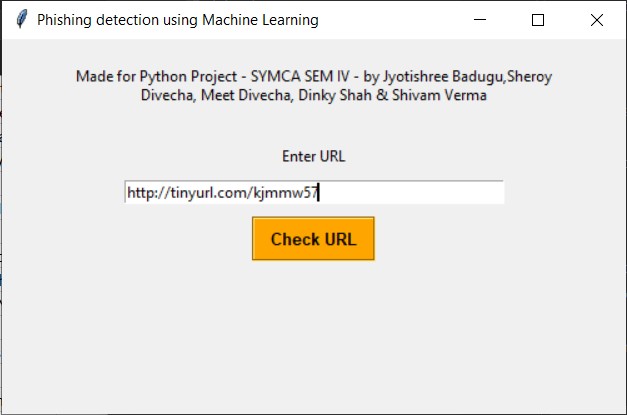 Phishing detection using Machine Learning
Made for Python Project - SYMCA SEM IV - by Jyotishree Badugu,Sheroy
Divecha, Meet Divecha, Dinky Shah & Shivam Verma
Enter URL
http://tinyurl.com/kjmmw57
Check URL